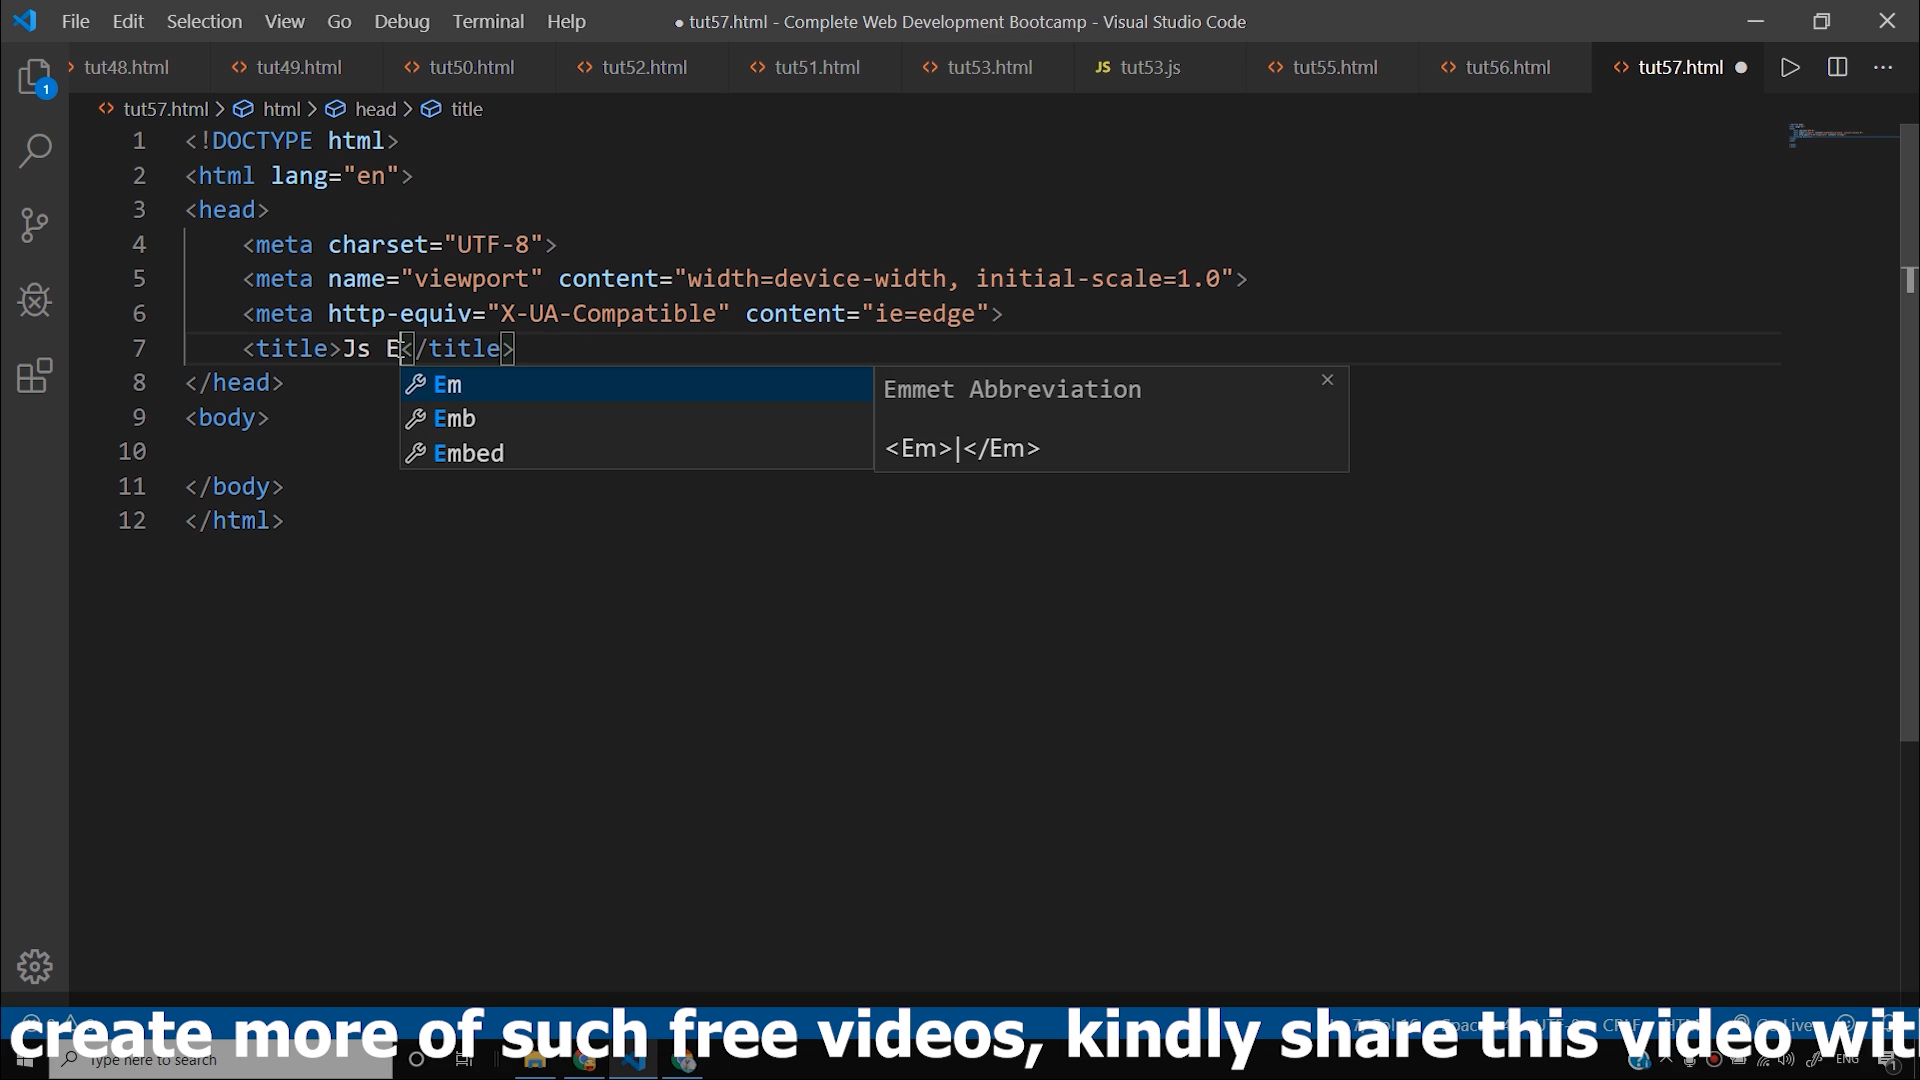 File Edit Selection View Go Debug Terminal Help ● tut57.html - Complete Web Development Bootcamp - Visual Studio Code
tut48.html tut49.html tut50.html tut52.html tut51.html tut53.html JS tut53.js tut55.html tut56.html tut57.html
1
tut57.html > html > head > title
1 <!DOCTYPE html>
2 <html lang="en">
3 <head>
4 <meta charset="UTF-8">
5 <meta name="viewport" content="width=device-width, initial-scale=1.0">
6 <meta http-equiv="X-UA-Compatible" content="ie=edge">
7 <title>Js E</title>
8 </head>
Em
Emb
Embed
Emmet Abbreviation
<Em>|</Em>
9 <body>
10
11 </body>
12 </html>
create more of such free videos, kindly share this video wit
Type here to search
ENG